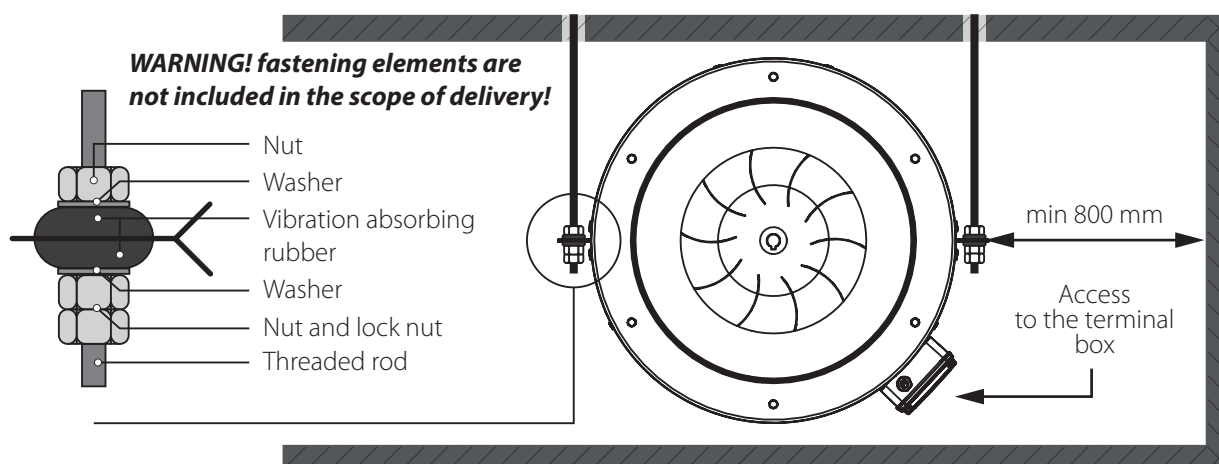 WARNING! fastening elements are
not included in the scope of delivery!
Nut
Washer
Vibration absorbing
rubber
Washer
Nut and lock nut
Threaded rod
min 800 mm
Access
to the terminal
box